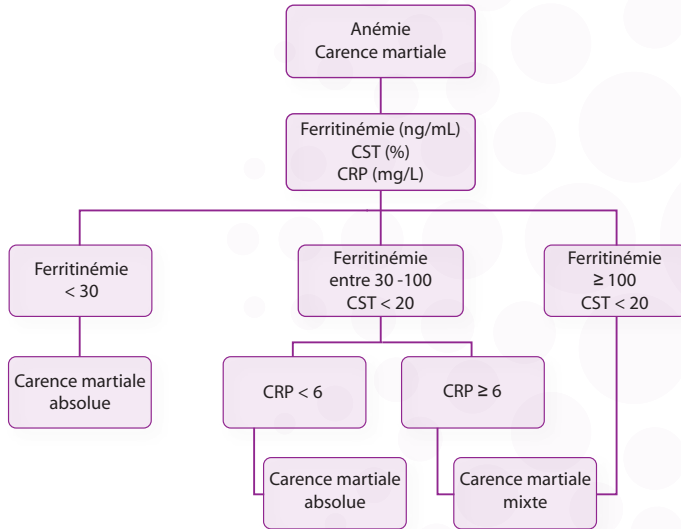 Anémie
Carence martiale
Ferritinémie (ng/mL)
CST (%)
CRP (mg/L)
Ferritinémie
< 30
Ferritinémie
entre 30 -100
CST < 20
Ferritinémie
≥ 100
CST < 20
Carence martiale
absolue
CRP < 6
CRP ≥ 6
Carence martiale
absolue
Carence martiale
mixte